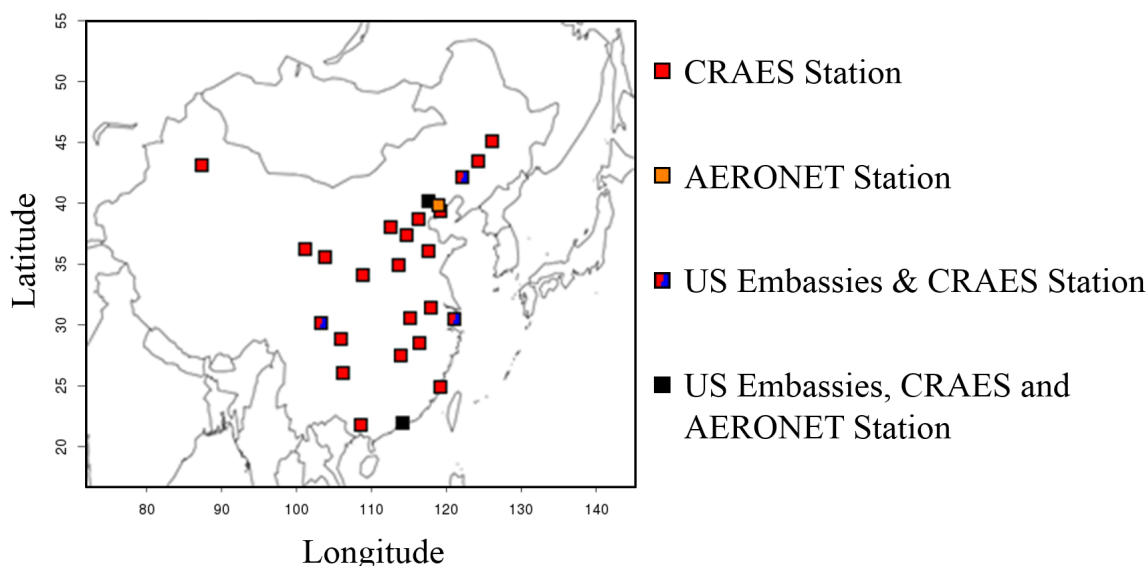 55
50
45
40
35
30
25
20
Latitude
80 90 100 110 120 130 140
Longitude
CRAES Station
AERONET Station
US Embassies & CRAES Station
US Embassies, CRAES and
AERONET Station